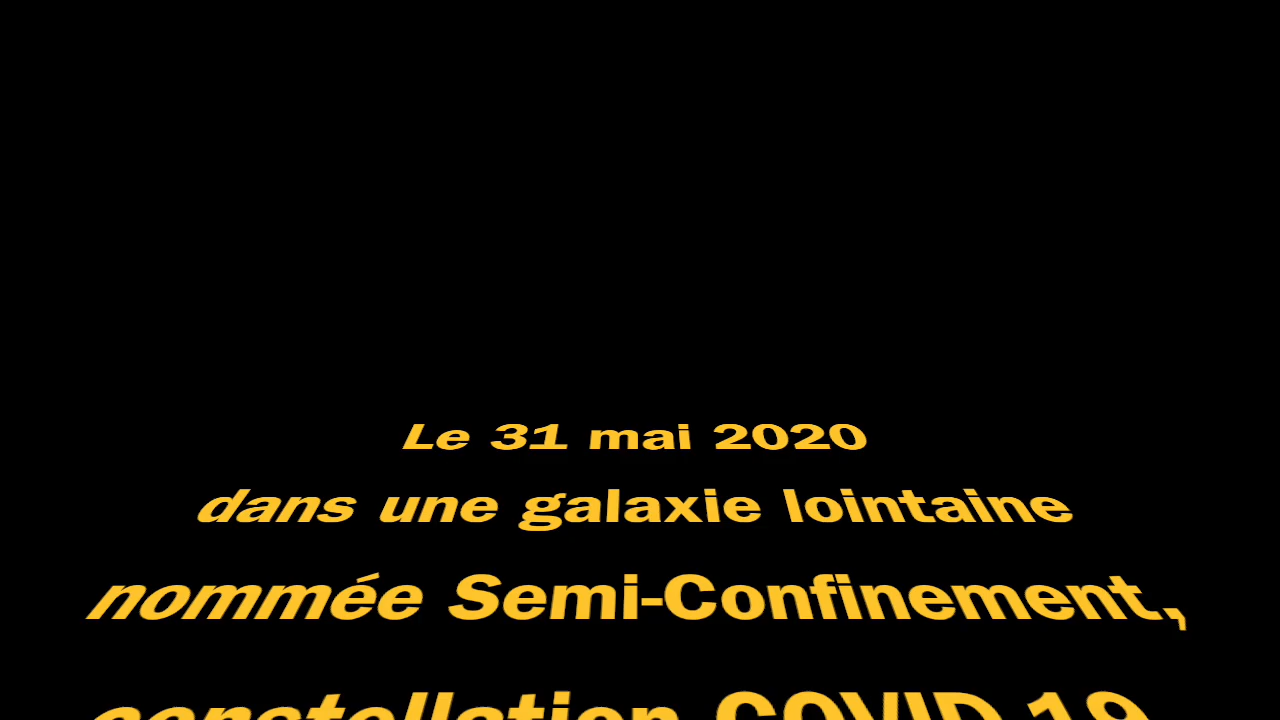 Le 31 mai 2020
dans une galaxie lointaine
nommée Semi-Confinement,
constellation COVID-19